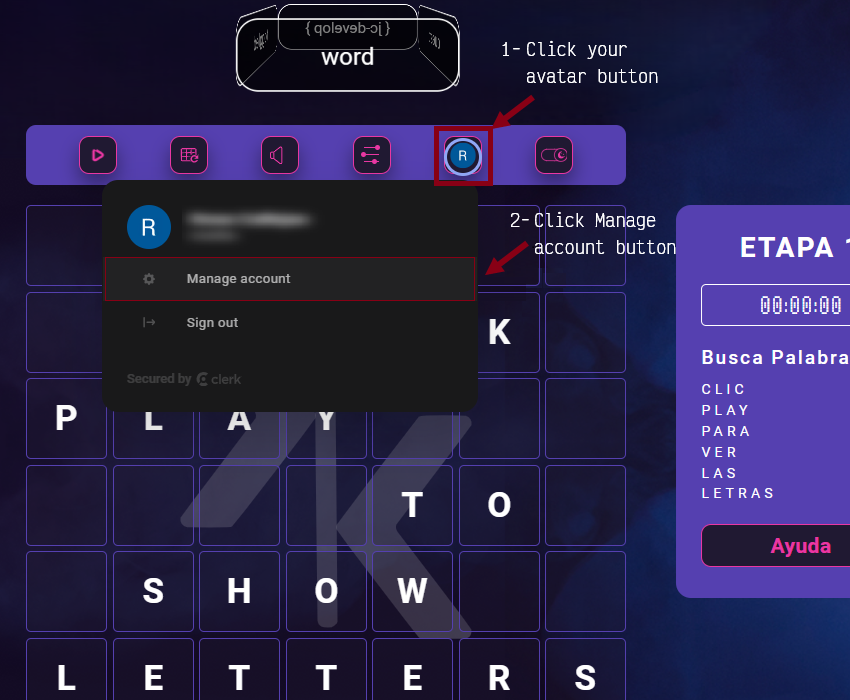 { jc-develop }
word
1- Click your
avatar button
R
R
2- Click Manage
account button
Manage account
Sign out
Secured by clerk
K
P L A Y
T O
S H O W
L E T T E R S
ETAPA 1
00:00:00
Busca Palabra
CLIC
PLAY
PARA
VER
LAS
LETRAS
Ayuda